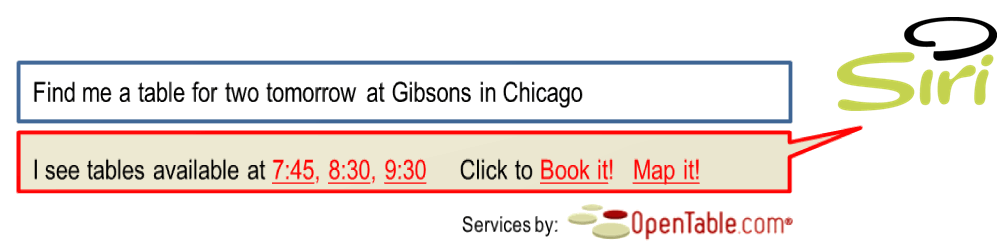 Siri
Find me a table for two tomorrow at Gibsons in Chicago
I see tables available at 7:45, 8:30, 9:30 Click to Book it! Map it!
Services by: OpenTable.com®